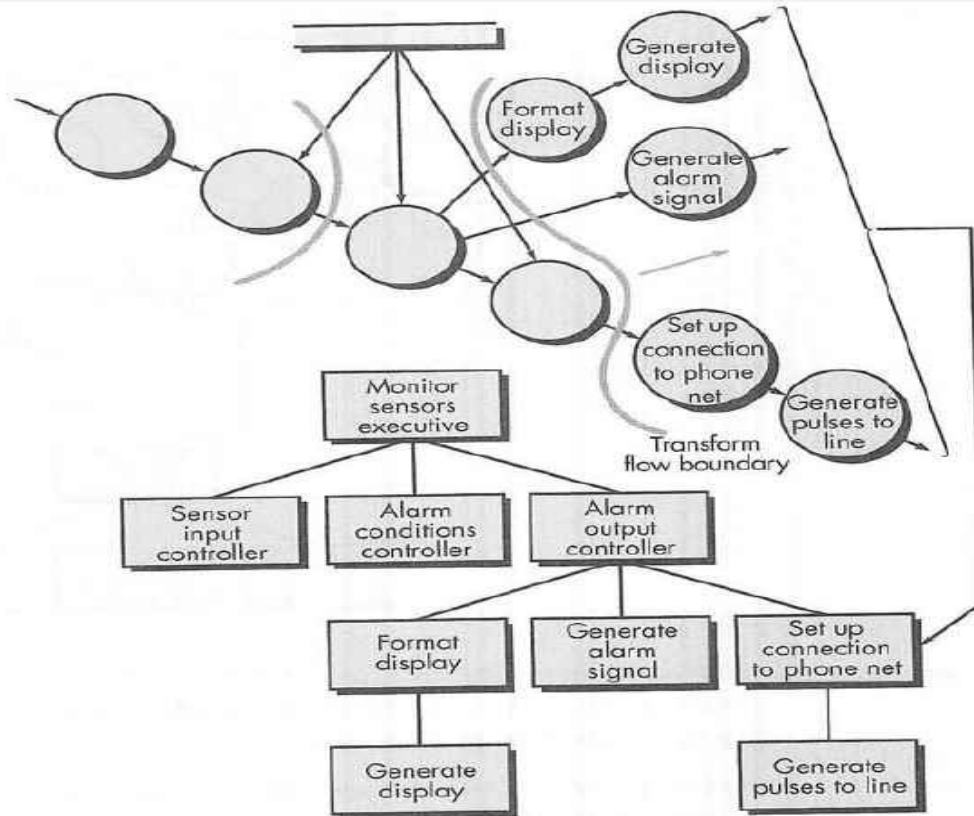 Generate
display
Format
display
Generate
alarm
signal
Set up
connection
to phone
net
Generate
pulses to
line
Transform
flow boundary
Monitor
sensors
executive
Sensor
input
controller
Alarm
conditions
controller
Alarm
output
controller
Format
display
Generate
alarm
signal
Set up
connection
to phone net
Generate
display
Generate
pulses to line